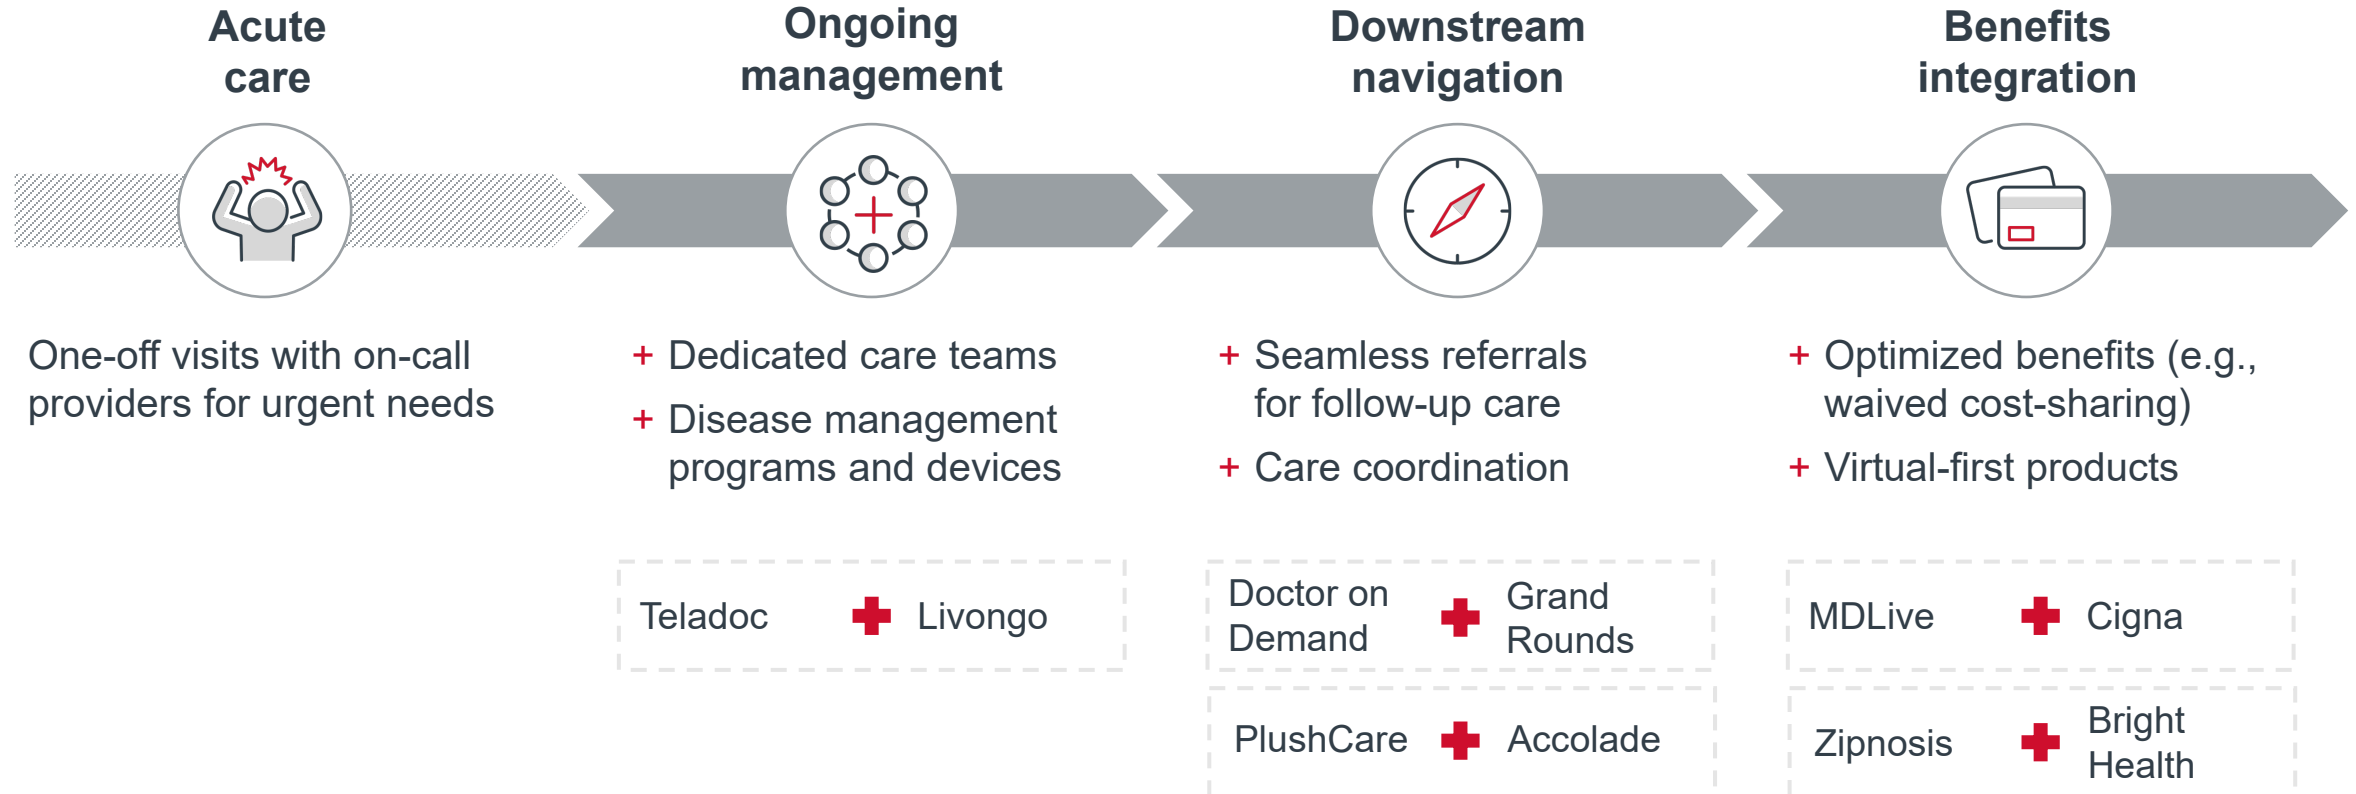 Acute
care
Ongoing
management
Downstream
navigation
Benefits
integration
One-off visits with on-call
providers for urgent needs
+ Dedicated care teams
+ Disease management
programs and devices
+ Seamless referrals
for follow-up care
+ Care coordination
+ Optimized benefits (e.g.,
waived cost-sharing)
+ Virtual-first products
Teladoc
Livongo
Doctor on
Demand
Grand
Rounds
PlushCare
Accolade
MDLive
Cigna
Zipnosis
Bright
Health